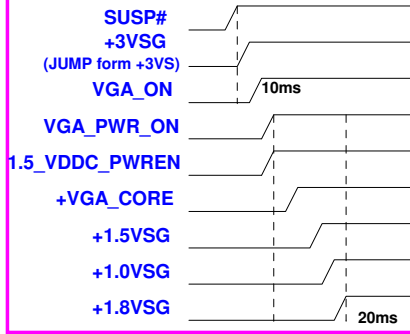 SUSP#
+3VSG
(JUMP form +3VS)
VGA_ON
10ms
VGA_PWR_ON
1.5_VDDC_PWREN
+VGA_CORE
+1.5VSG
+1.0VSG
+1.8VSG
20ms